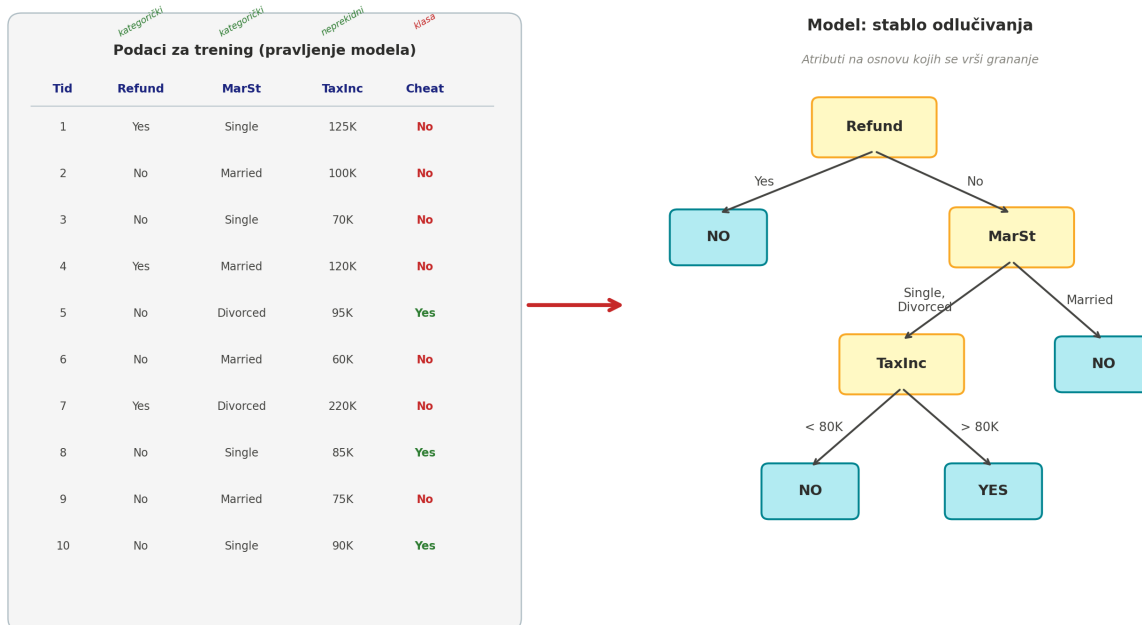 kategorički kategorički neprekidni klasa
Podaci za trening (pravljenje modela)
Tid Refund MarSt TaxInc Cheat
1 Yes Single 125K No
2 No Married 100K No
3 No Single 70K No
4 Yes Married 120K No
5 No Divorced 95K Yes
6 No Married 60K No
7 Yes Divorced 220K No
8 No Single 85K Yes
9 No Married 75K No
10 No Single 90K Yes
Model: stablo odlučivanja
Atributi na osnovu kojih se vrši grananje
Refund
Yes No
NO MarSt
Single,
Divorced
Married
TaxInc NO
< 80K > 80K
NO YES